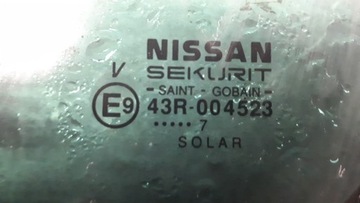 NISSAN
V SEKURIT
- SAINT - GOBAIN -
E9 43R-004523
..... 7
SOLAR